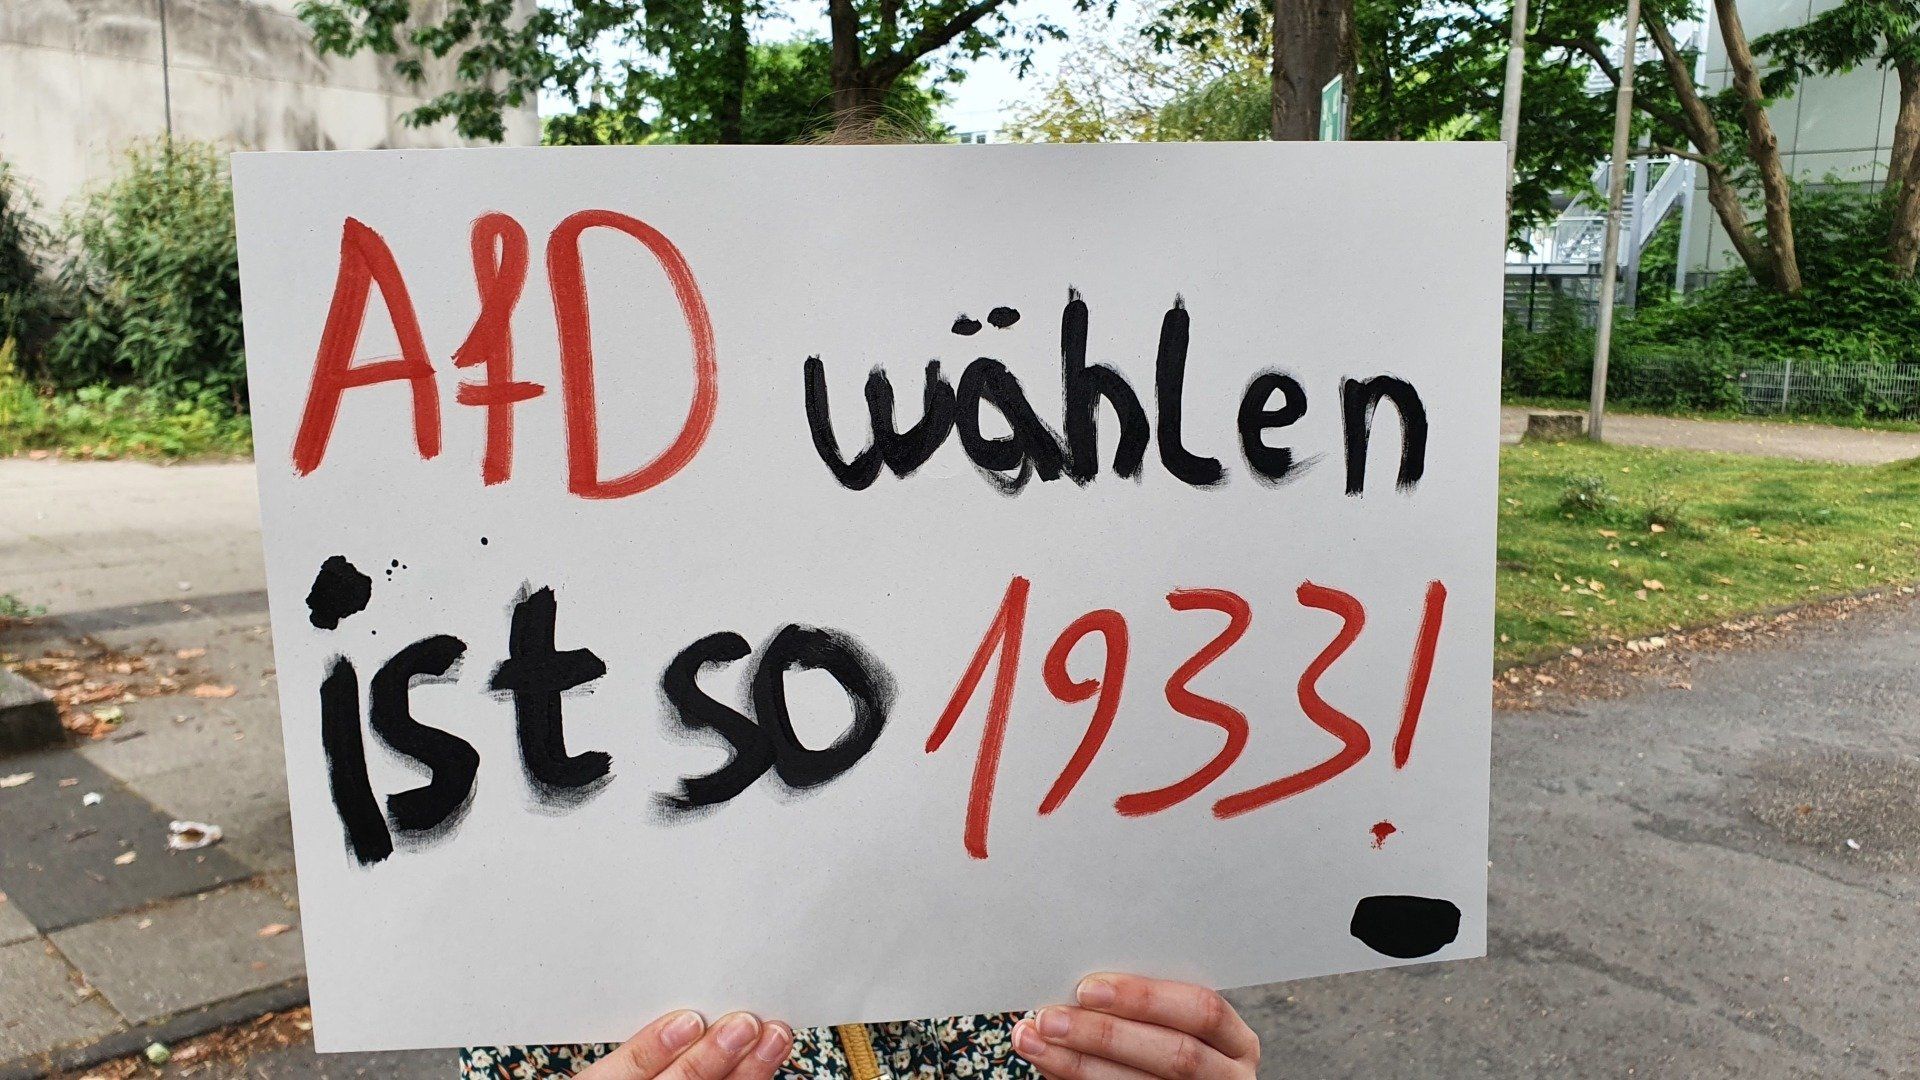 AfD wählen
ist so 1933!